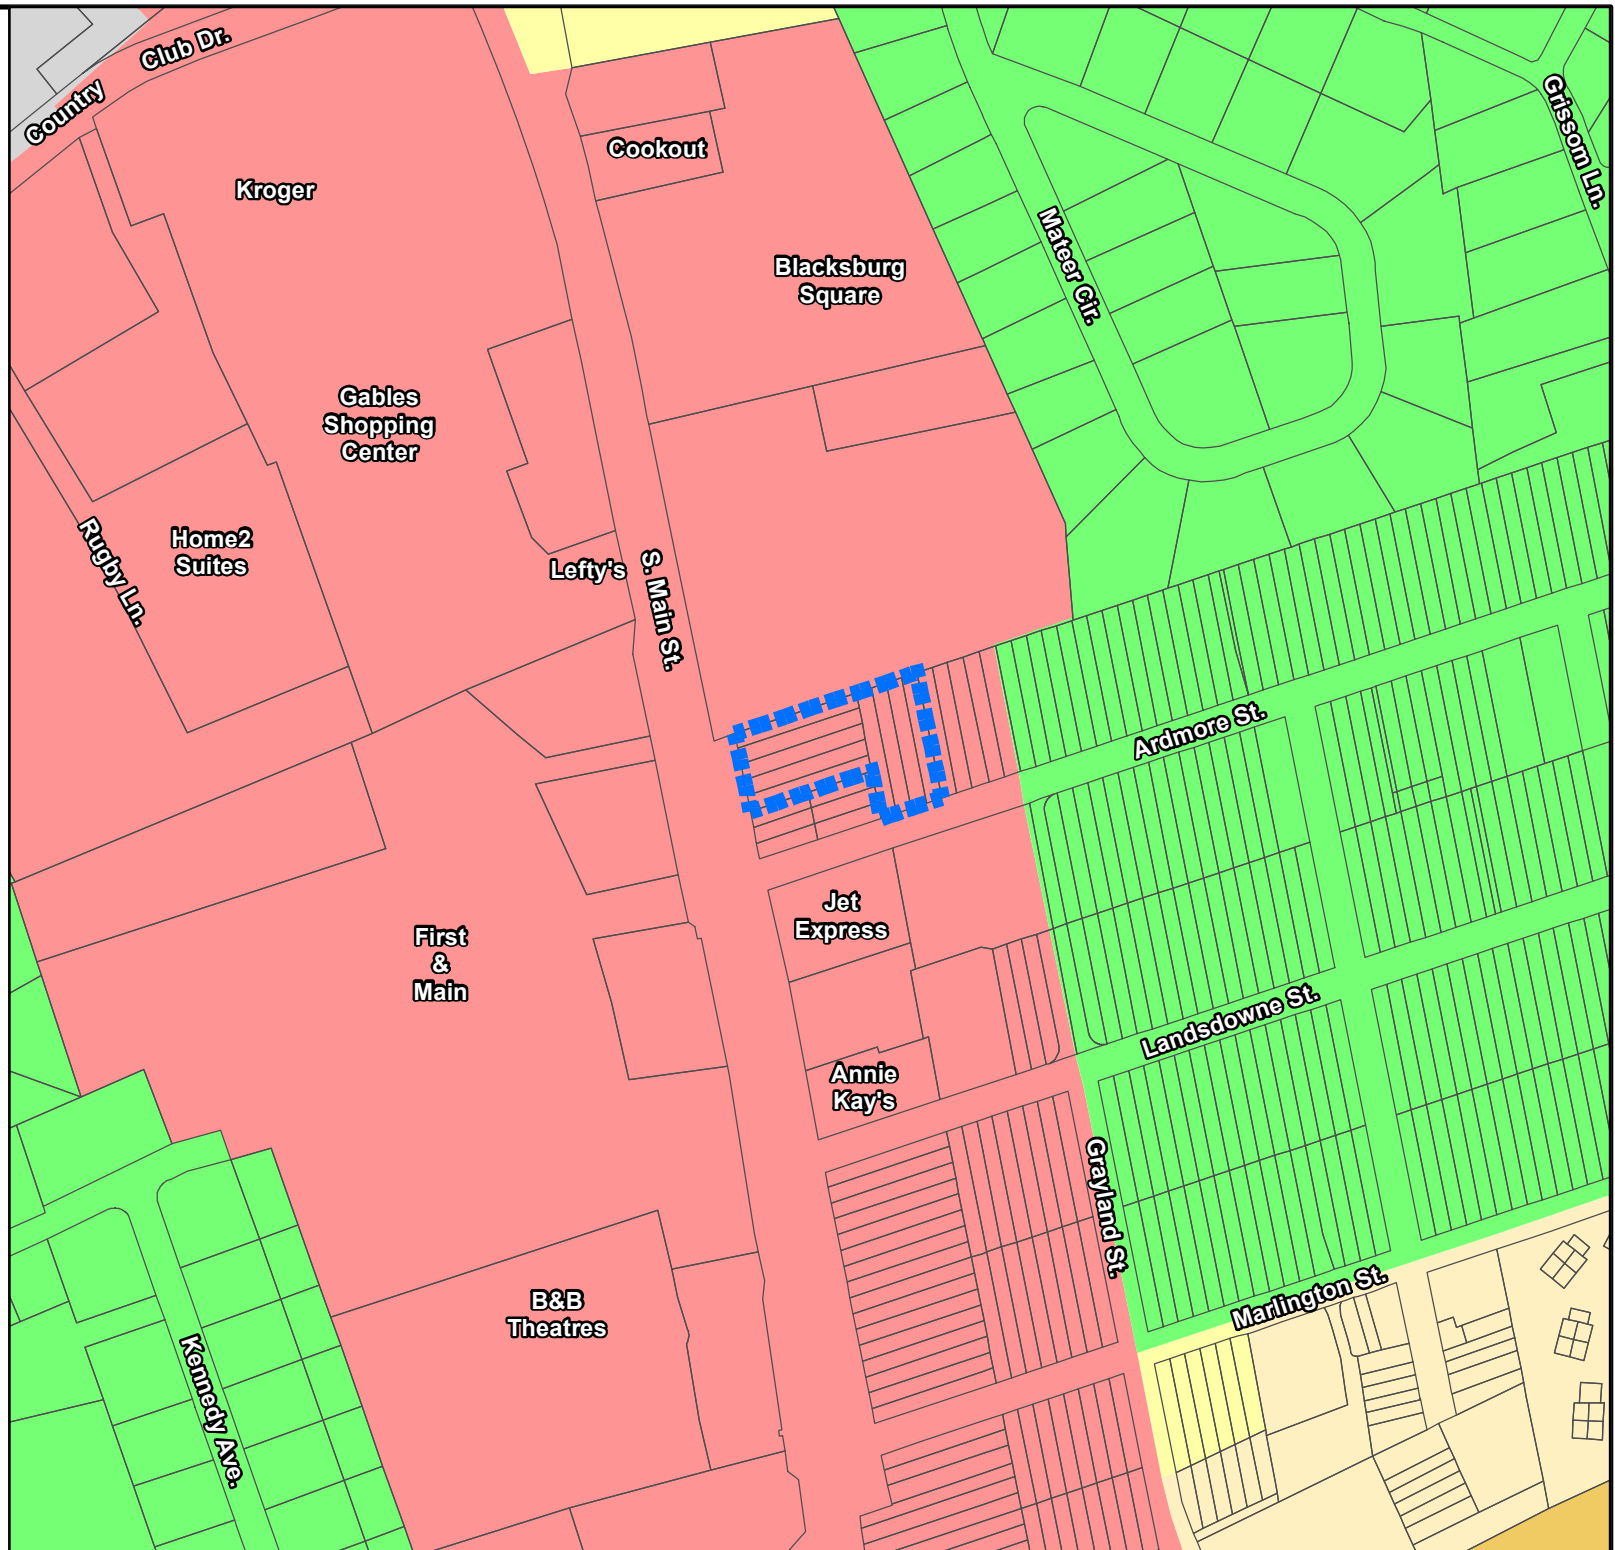 Country Club Dr.
Kroger
Cookout
Blacksburg
Square
Mateer Cir.
Grissom Ln.
Gables
Shopping
Center
Home2
Suites
Rugby Ln.
Lefty's
S. Main St.
Ardmore St.
Jet
Express
First
&
Main
Landsdowne St.
Annie
Kay's
Grayland St.
B&B
Theatres
Marlington St.
Kennedy Ave.